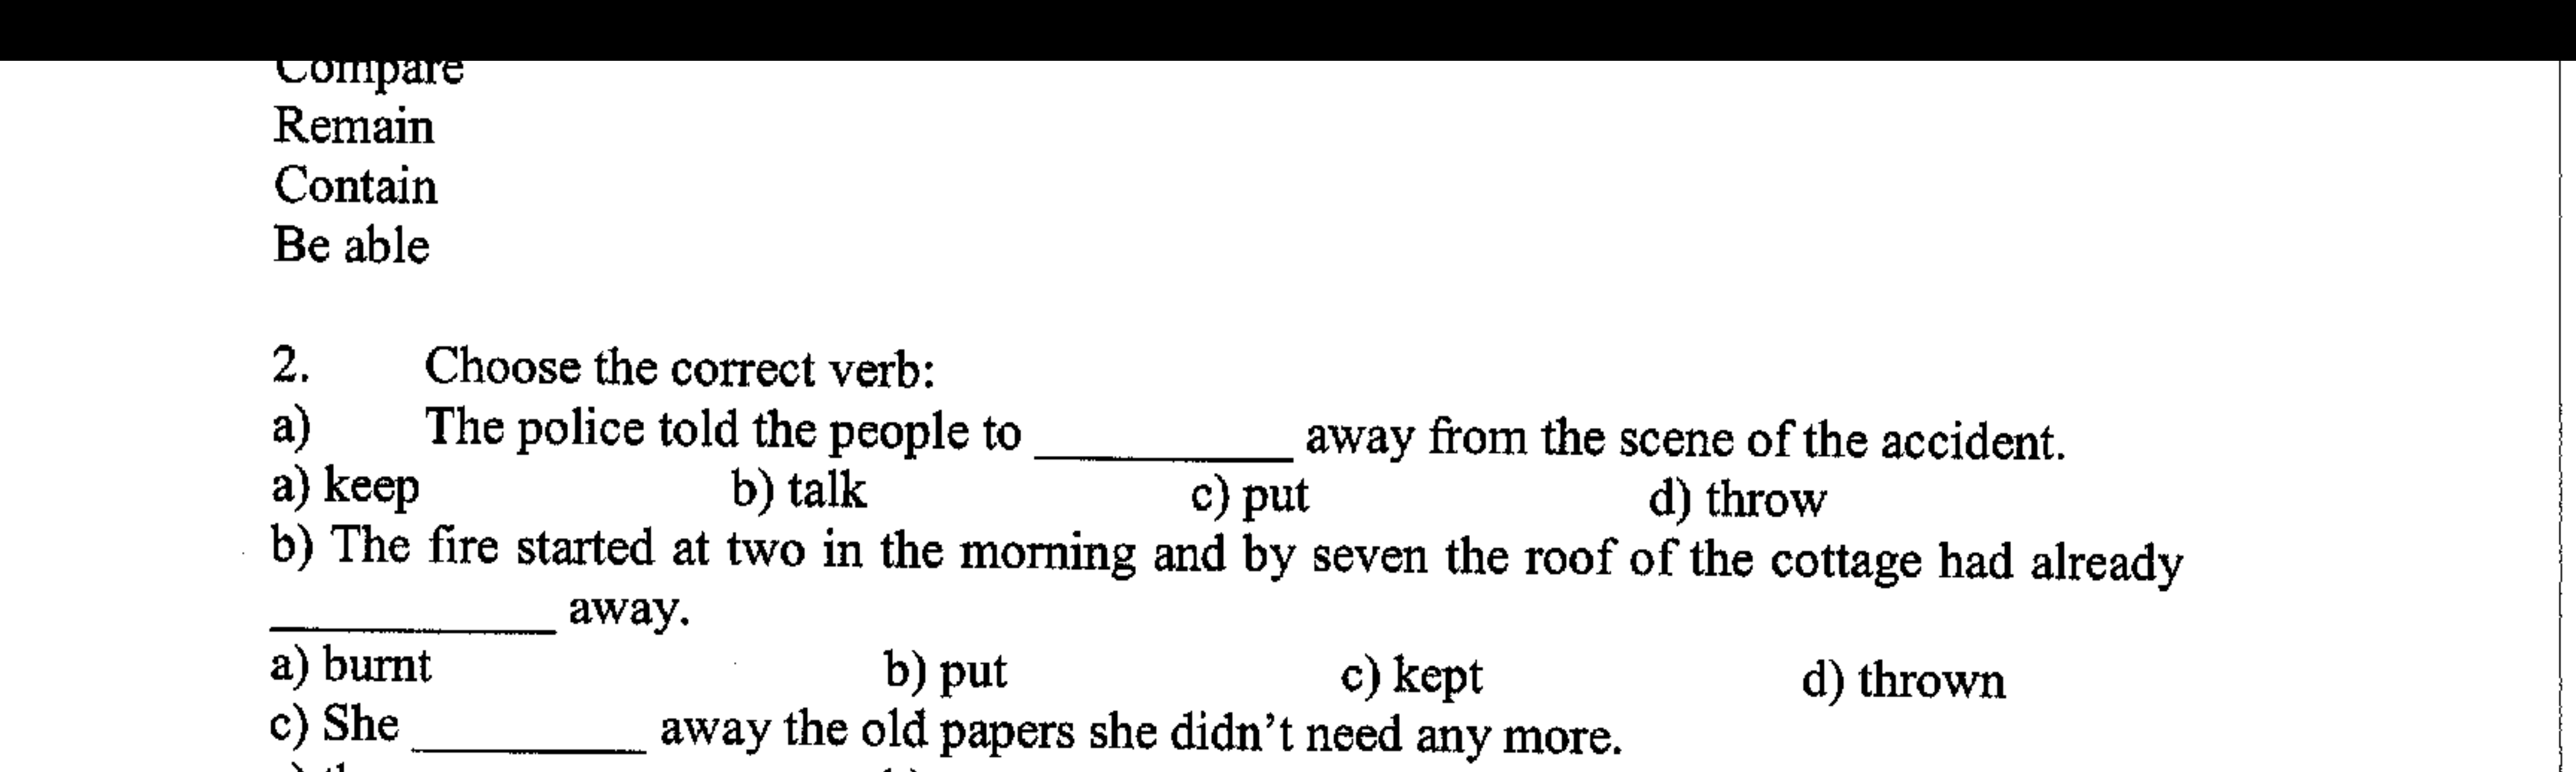 Compare
Remain
Contain
Be able
2. Choose the correct verb:
a) The police told the people to __________ away from the scene of the accident.
a) keep b) talk c) put d) throw
b) The fire started at two in the morning and by seven the roof of the cottage had already
__________ away.
a) burnt b) put c) kept d) thrown
c) She __________ away the old papers she didn't need any more.